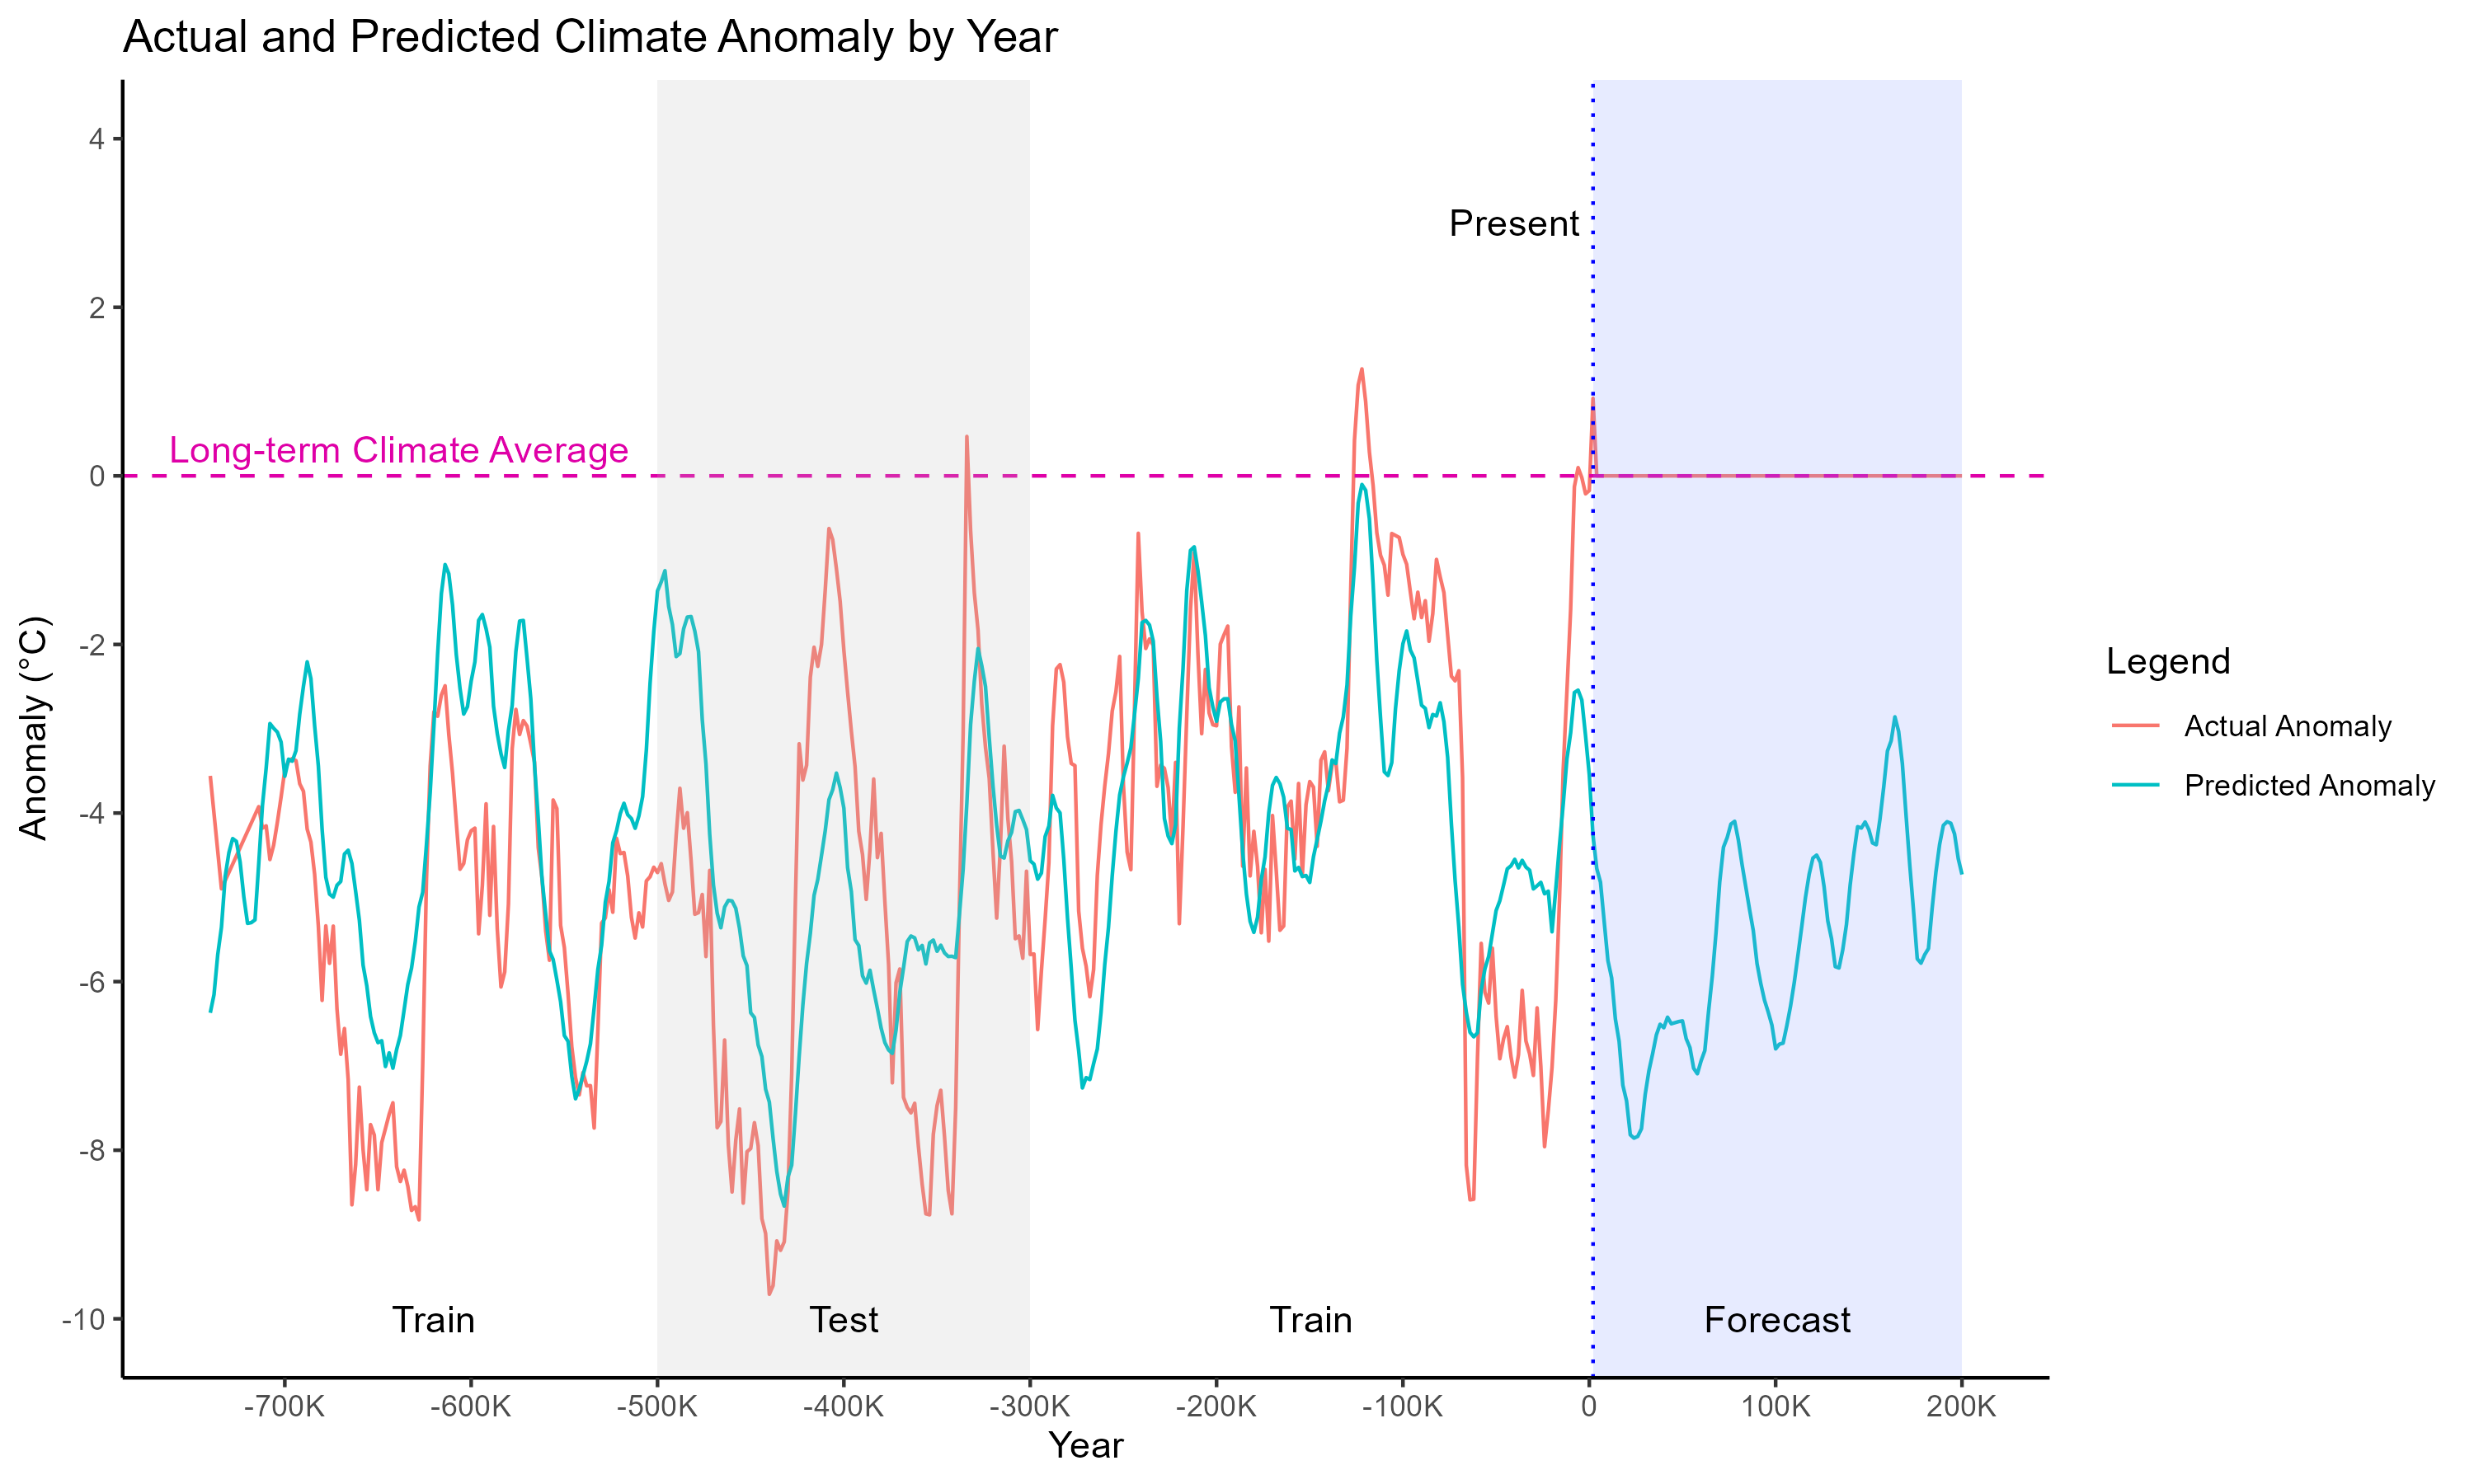 Actual and Predicted Climate Anomaly by Year
Anomaly (°C)
4
2
0
-2
-4
-6
-8
-10
Present
Long-term Climate Average
Train
Test
Train
Forecast
-700K
-600K
-500K
-400K
-300K
-200K
-100K
0
100K
200K
Year
Legend
Actual Anomaly
Predicted Anomaly